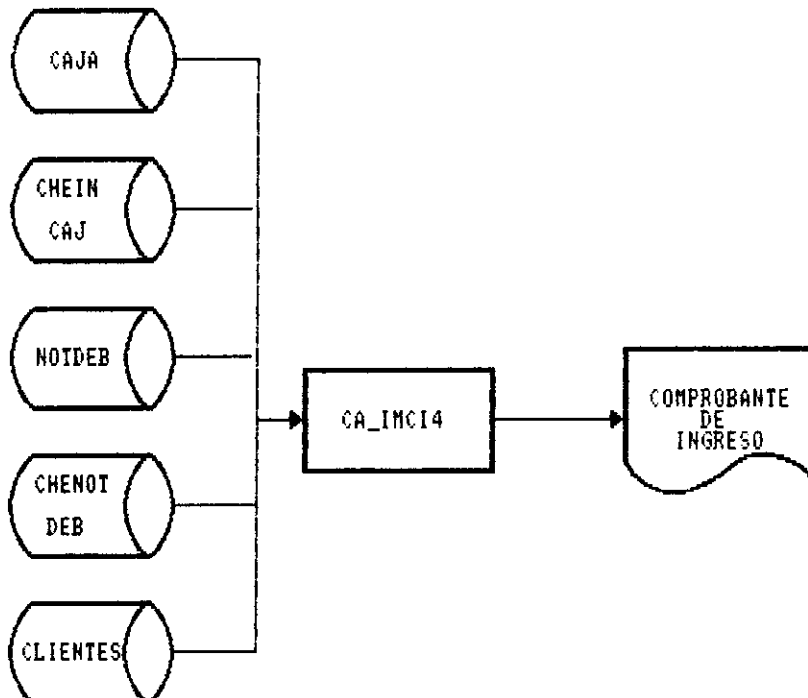 CAJA
CHEIN
CAJ
NOTDEB
CHENOT
DEB
CLIENTES
CA_IMCI4
COMPROBANTE
DE
INGRESO